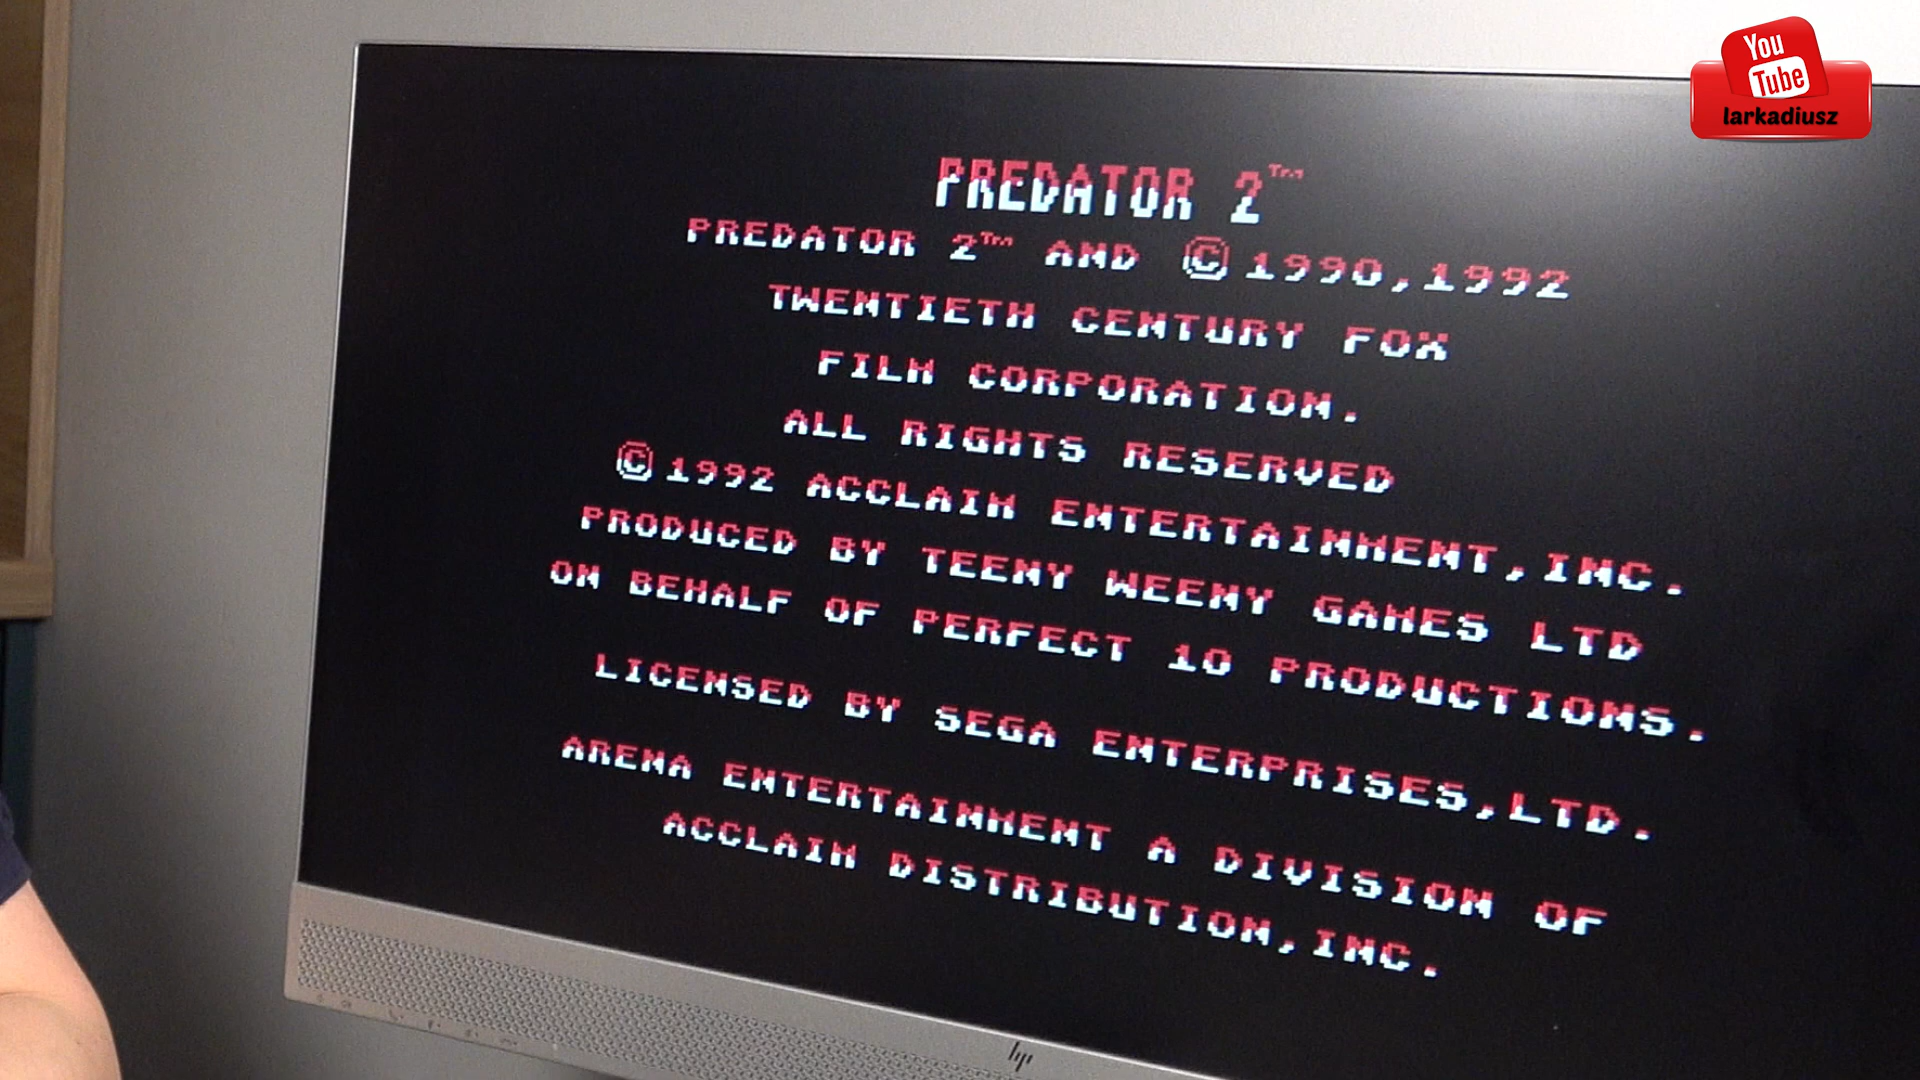 You
Tube
larkadiusz
PREDATOR 2™
PREDATOR 2™ AND © 1990,1992
TWENTIETH CENTURY FOX
FILM CORPORATION.
ALL RIGHTS RESERVED
© 1992 ACCLAIM ENTERTAINMENT,INC.
PRODUCED BY TEENY WEENY GAMES LTD
ON BEHALF OF PERFECT 10 PRODUCTIONS.
LICENSED BY SEGA ENTERPRISES,LTD.
ARENA ENTERTAINMENT A DIVISION OF
ACCLAIM DISTRIBUTION,INC.
hp